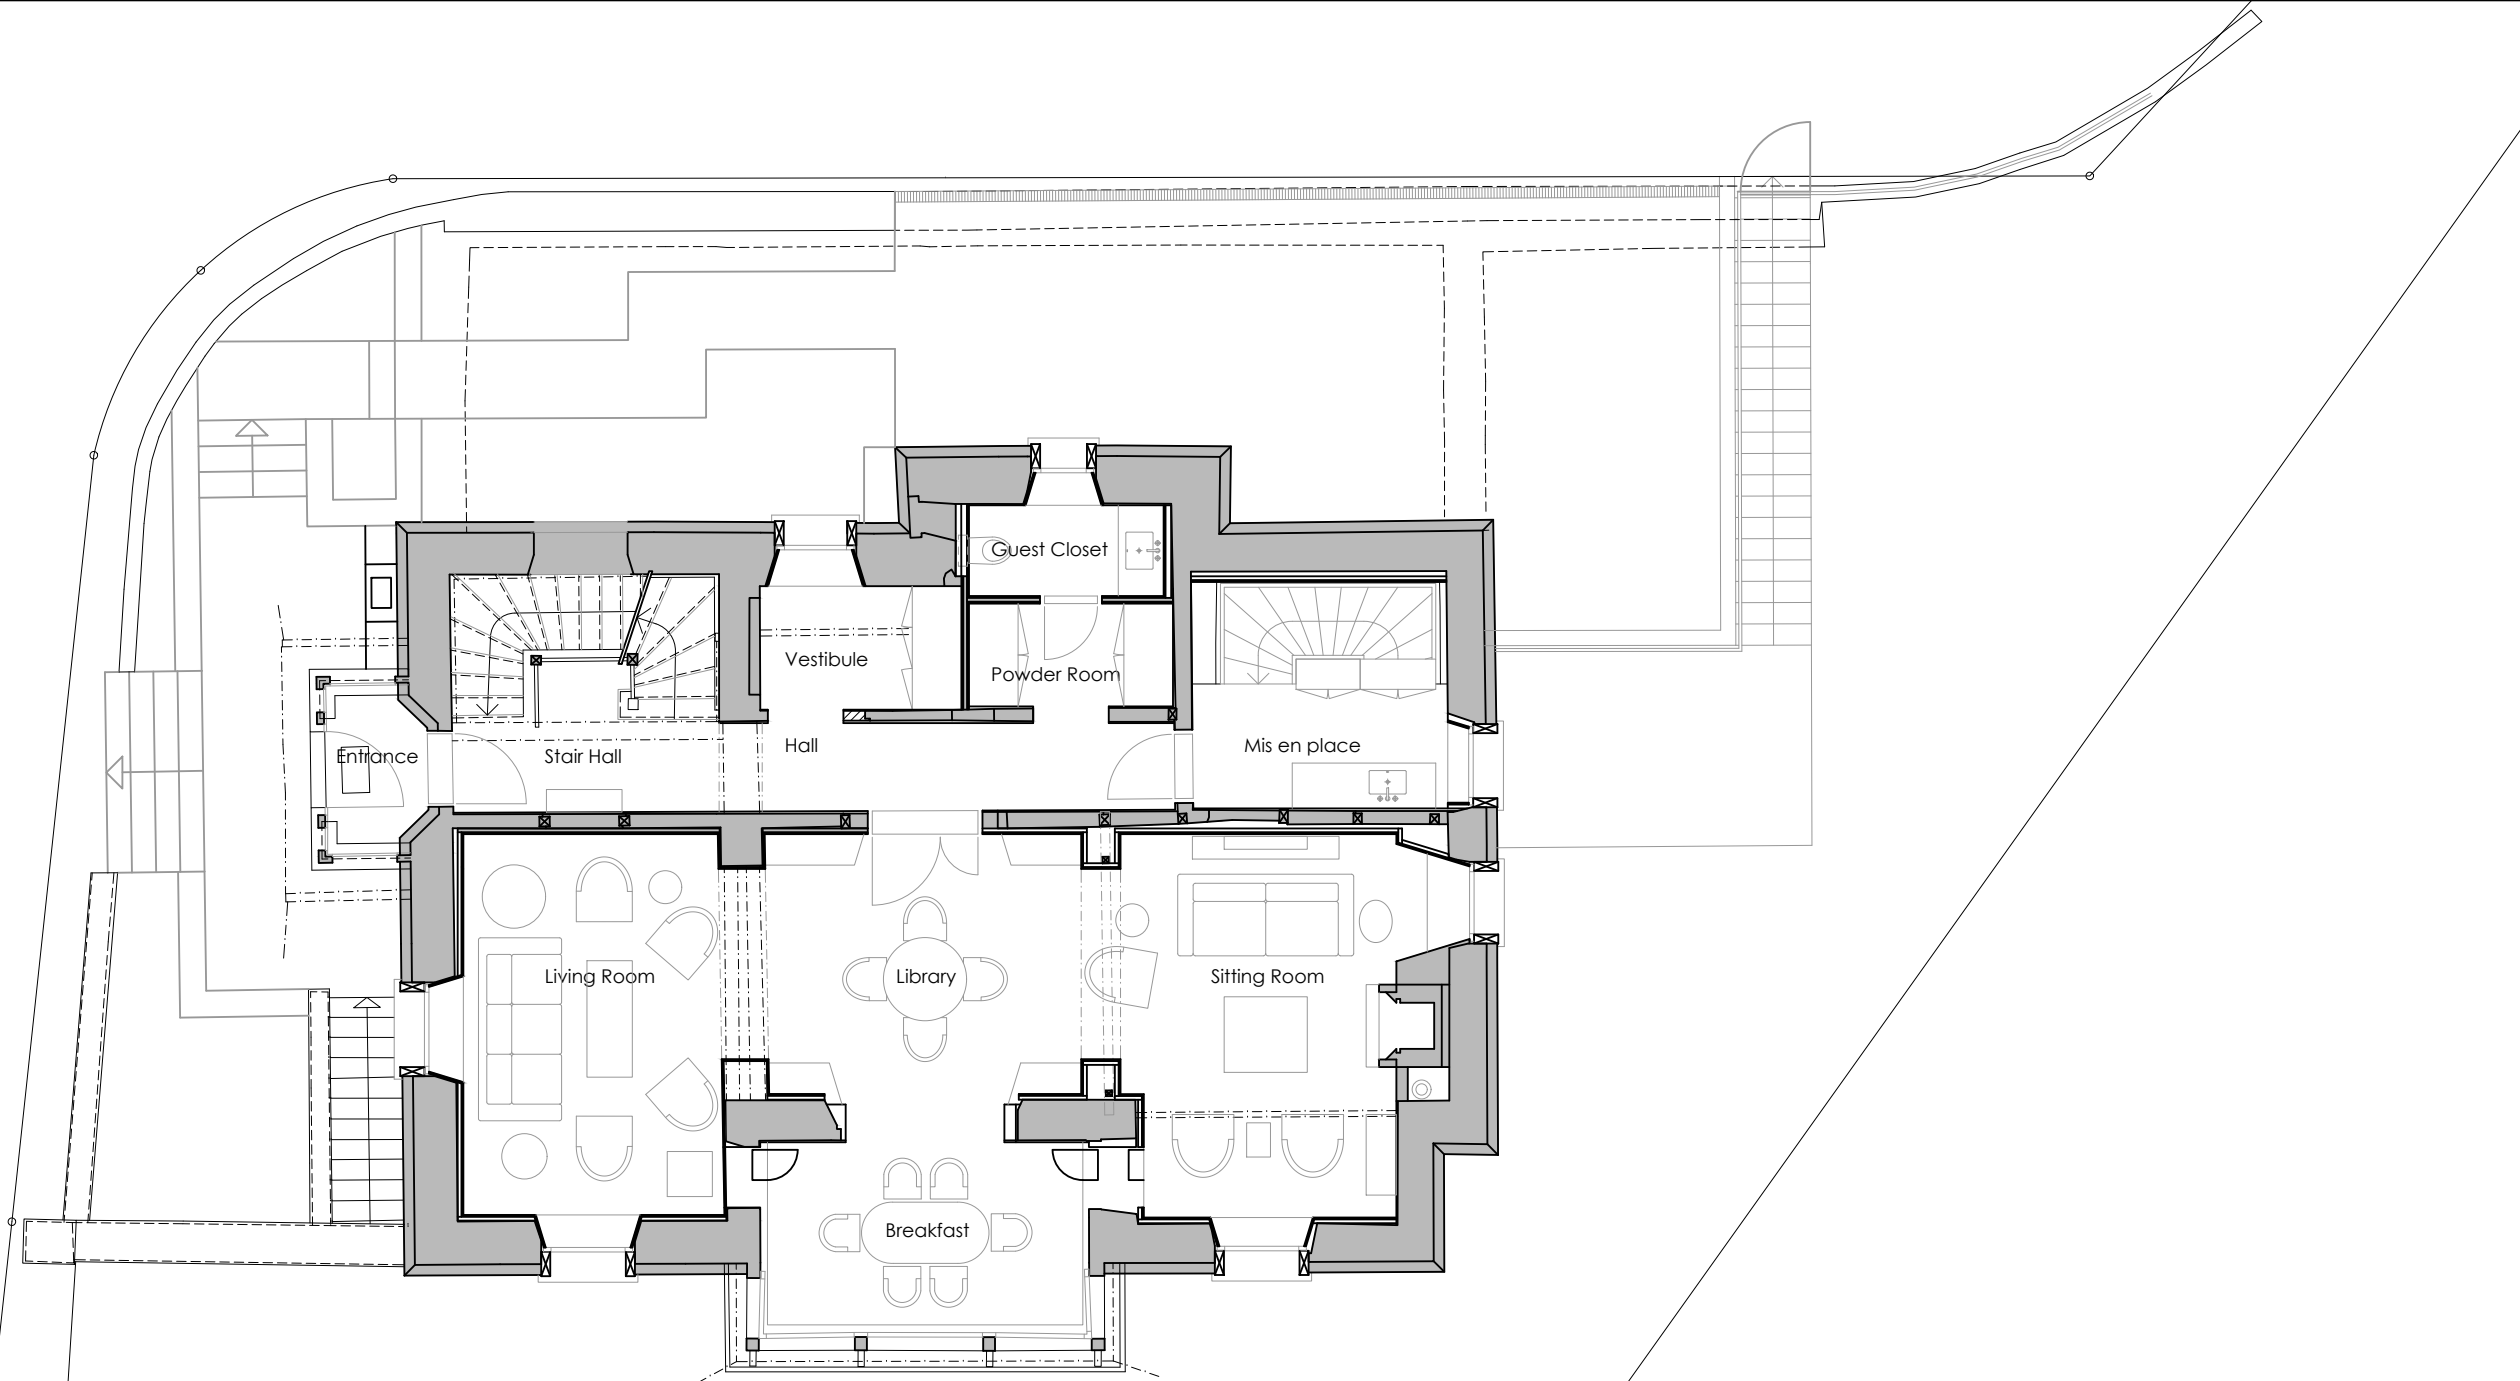 Guest Closet
Vestibule
Powder Room
Entrance
Stair Hall
Hall
Mis en place
Living Room
Library
Sitting Room
Breakfast